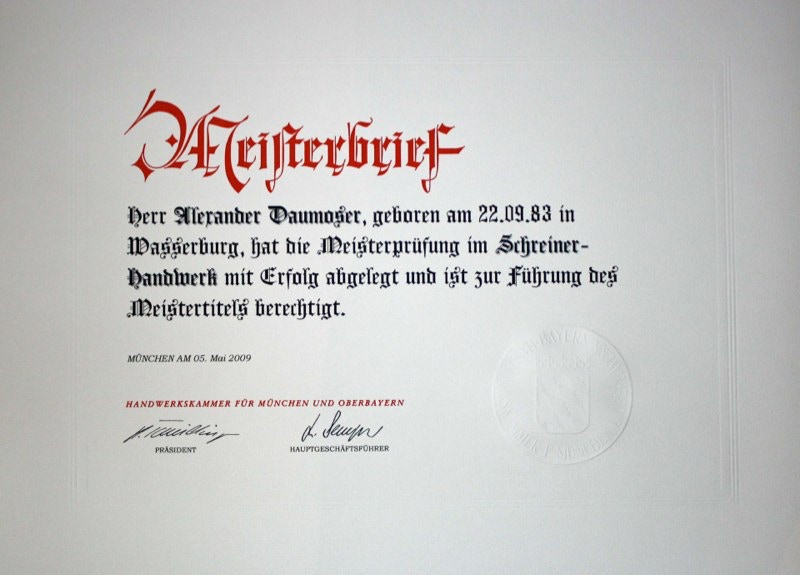 Meisterbrief
Herr Alexander Daumoser, geboren am 22.09.83 in
Wasserburg, hat die Meisterprüfung im Schreiner-
Handwerk mit Erfolg abgelegt und ist zur Führung des
Meistertitels berechtigt.
MÜNCHEN AM 05. Mai 2009
HANDWERKSKAMMER FÜR MÜNCHEN UND OBERBAYERN
PRÄSIDENT
HAUPTGESCHÄFTSFÜHRER